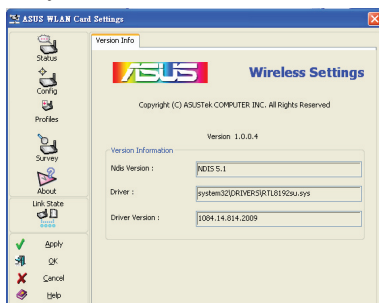 ASUS WLAN Card Settings
Status
Config
Profiles
Survey
About
Link State
Apply
OK
Cancel
Help
Version Info
ASUS
Wireless Settings
Copyright (C) ASUSTek COMPUTER INC. All Rights Reserved
Version 1.0.0.4
Version Information
Ndis Version :
NDIS 5.1
Driver :
system32\DRIVERS\RTL8192su.sys
Driver Version :
1084.14.814.2009